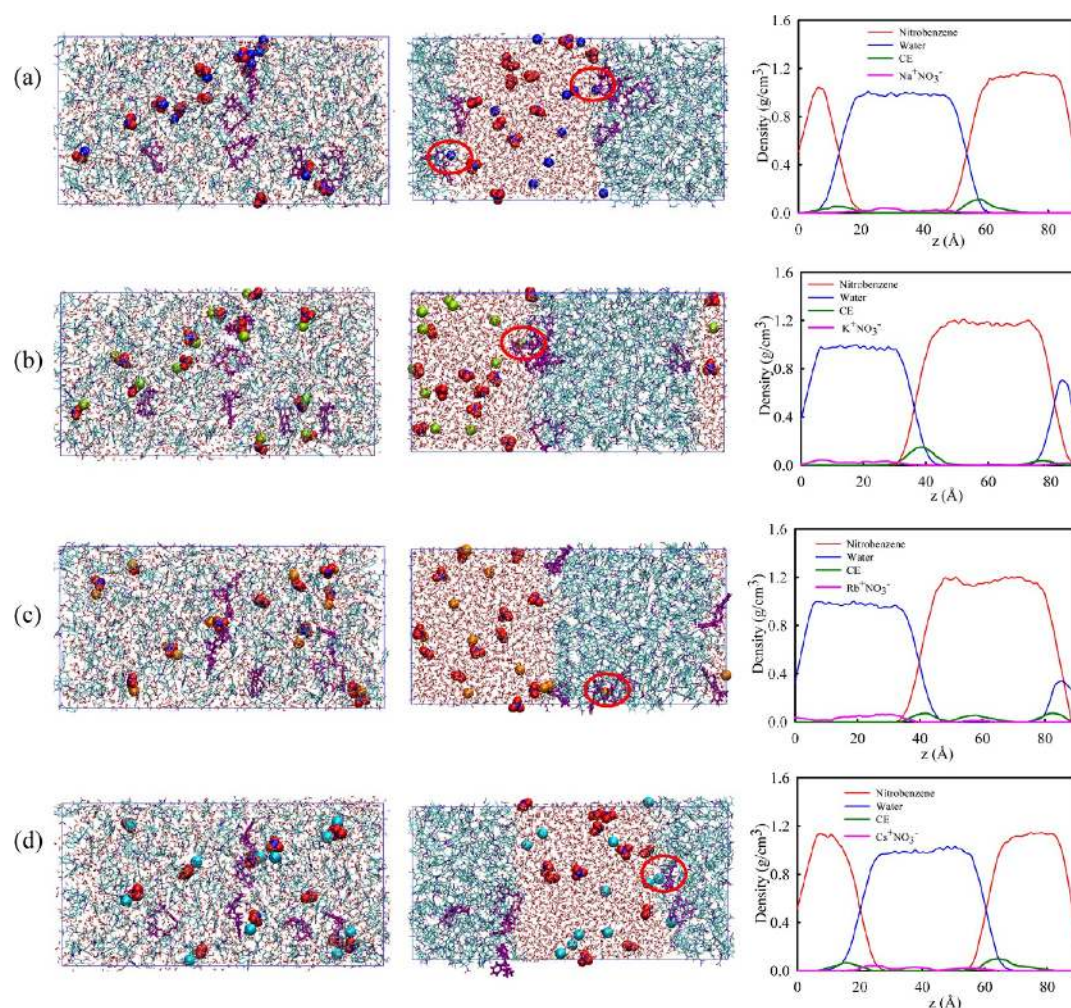 (a)
1.6
1.2
0.8
0.4
0.0
Density (g/cm³)
Nitrobenzene
Water
CE
Na⁺NO₃⁻
0 20 40 60 80
z (Å)
(b)
1.6
1.2
0.8
0.4
0.0
Density (g/cm³)
Nitrobenzene
Water
CE
K⁺NO₃⁻
0 20 40 60 80
z (Å)
(c)
1.6
1.2
0.8
0.4
0.0
Density (g/cm³)
Nitrobenzene
Water
CE
Rb⁺NO₃⁻
0 20 40 60 80
z (Å)
(d)
1.6
1.2
0.8
0.4
0.0
Density (g/cm³)
Nitrobenzene
Water
CE
Cs⁺NO₃⁻
0 20 40 60 80
z (Å)